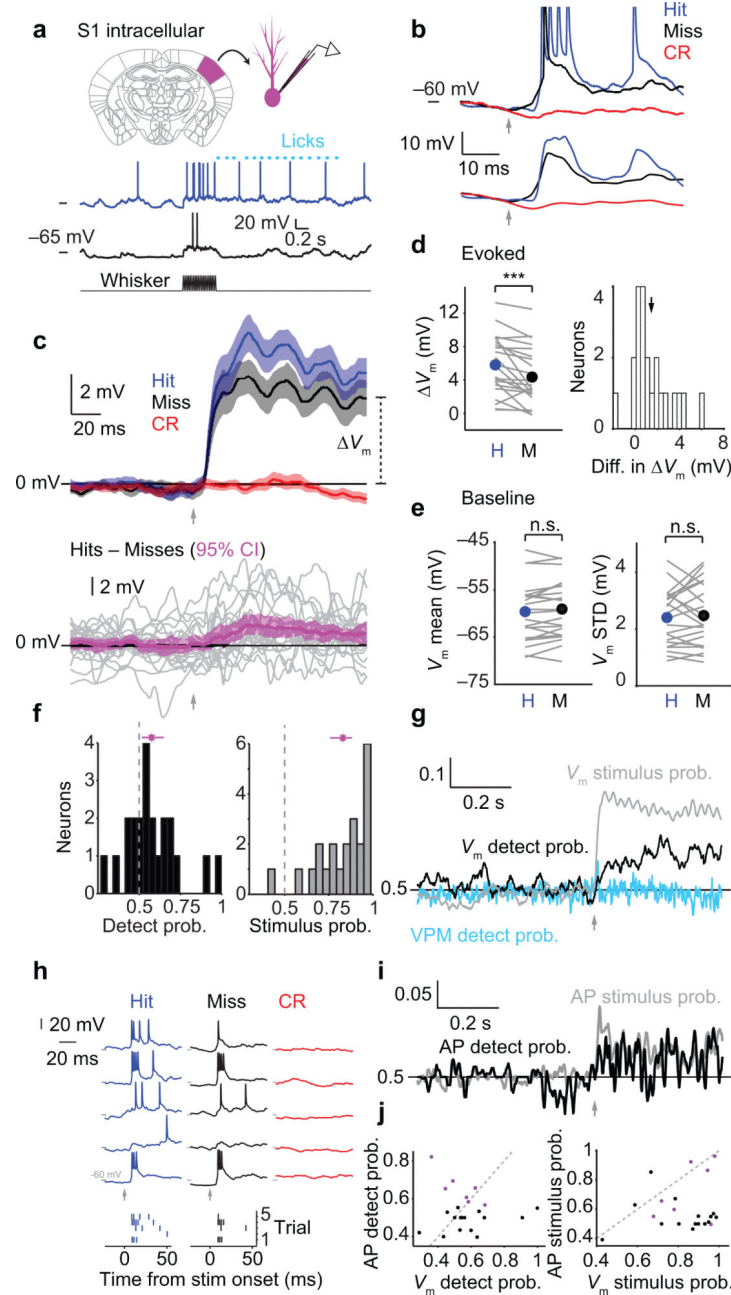 a
S1 intracellular
Licks
20 mV
0.2 s
–65 mV
Whisker
b
Hit
Miss
CR
–60 mV
10 mV
10 ms
c
2 mV
20 ms
Hit
Miss
CR
ΔVm
0 mV
Hits – Misses (95% CI)
2 mV
0 mV
d
Evoked
***
ΔVm (mV)
12
8
4
0
H
M
Neurons
4
2
0
0
4
8
Diff. in ΔVm (mV)
e
Baseline
n.s.
Vm mean (mV)
–45
–55
–65
–75
H
M
n.s.
Vm STD (mV)
4
2
0
H
M
f
Neurons
4
3
2
1
0
0.5
0.75
1
Detect prob.
6
4
2
0
0.5
0.75
1
Stimulus prob.
g
0.1
0.2 s
Vm stimulus prob.
Vm detect prob.
0.5
VPM detect prob.
h
Hit
Miss
CR
20 mV
20 ms
-60 mV
5
Trial
1
0
50
0
50
Time from stim onset (ms)
i
0.05
0.2 s
AP stimulus prob.
AP detect prob.
0.5
j
AP detect prob.
0.8
0.6
0.4
0.4
0.6
0.8
1
Vm detect prob.
AP stimulus prob.
1
0.8
0.6
0.4
0.4
0.6
0.8
1
Vm stimulus prob.